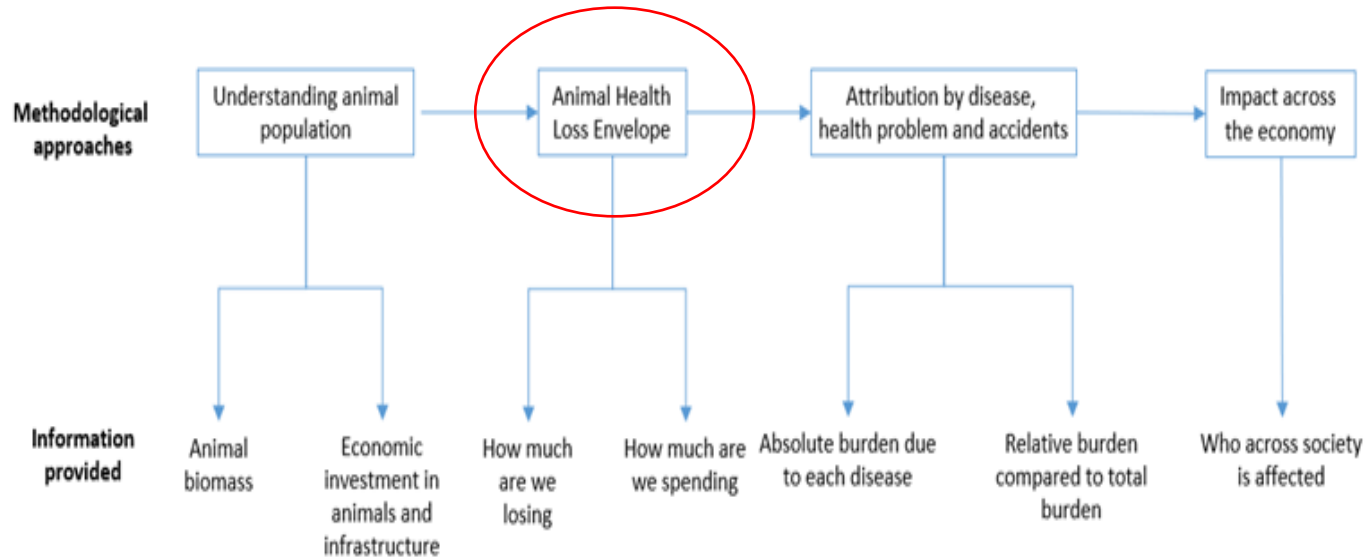 Methodological
approaches
Understanding animal
population
Animal Health
Loss Envelope
Attribution by disease,
health problem and accidents
Impact across
the economy
Information
provided
Animal
biomass
Economic
investment in
animals and
infrastructure
How much
are we
losing
How much are
we spending
Absolute burden due
to each disease
Relative burden
compared to total
burden
Who across society
is affected